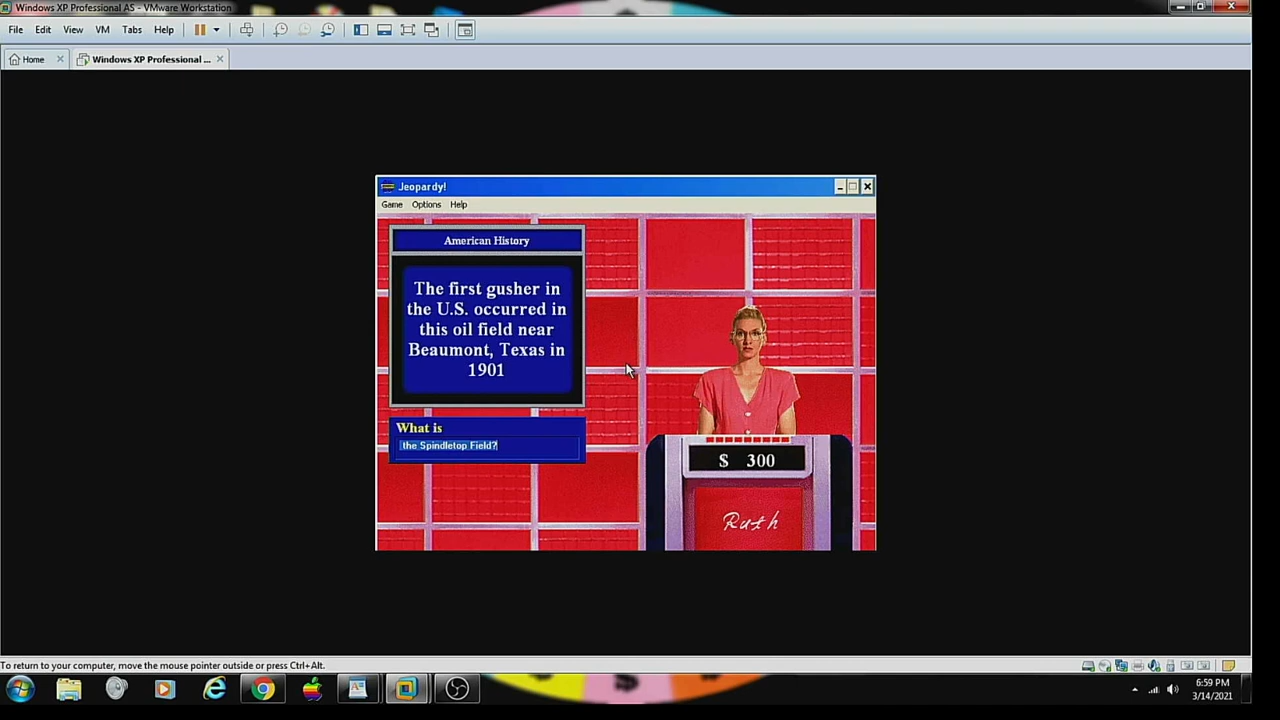 Windows XP Professional AS - VMware Workstation
File Edit View VM Tabs Help
Home
Windows XP Professional ...
Jeopardy!
Game Options Help
American History
The first gusher in
the U.S. occurred in
this oil field near
Beaumont, Texas in
1901
What is
the Spindletop Field?
$ 300
Ruth
To return to your computer, move the mouse pointer outside or press Ctrl+Alt.
6:59 PM
3/14/2021